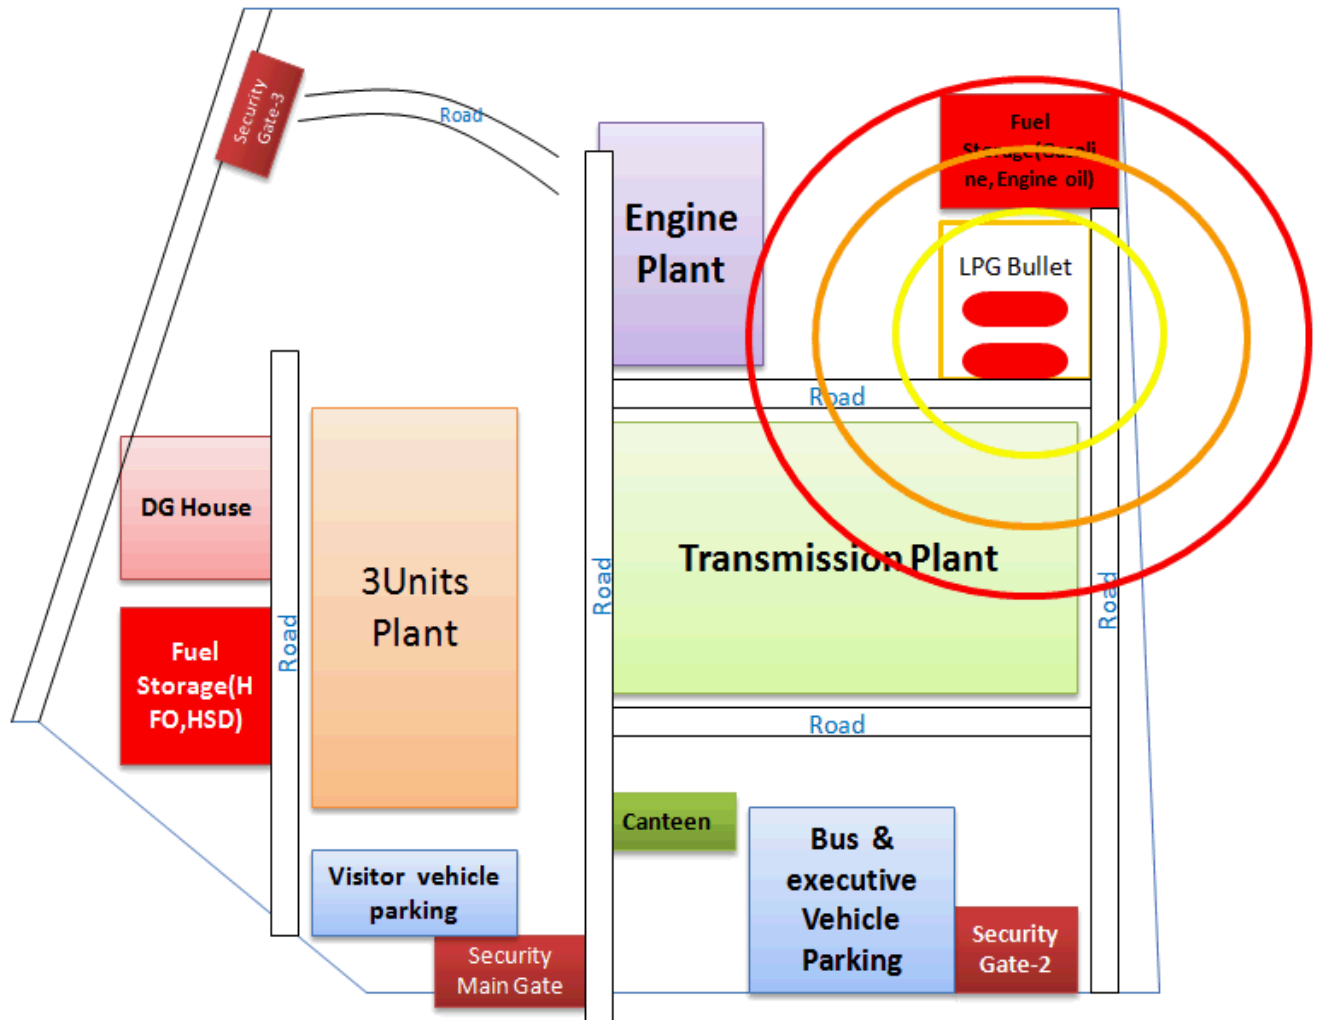 Security
Gate-3
Road
Fuel
Storage(Gasoli
ne, Engine oil)
Engine
Plant
LPG Bullet
Road
DG House
3Units
Plant
Transmission Plant
Road
Road
Road
Fuel
Storage(H
FO,HSD)
Road
Canteen
Bus &
executive
Vehicle
Parking
Visitor vehicle
parking
Security
Main Gate
Security
Gate-2